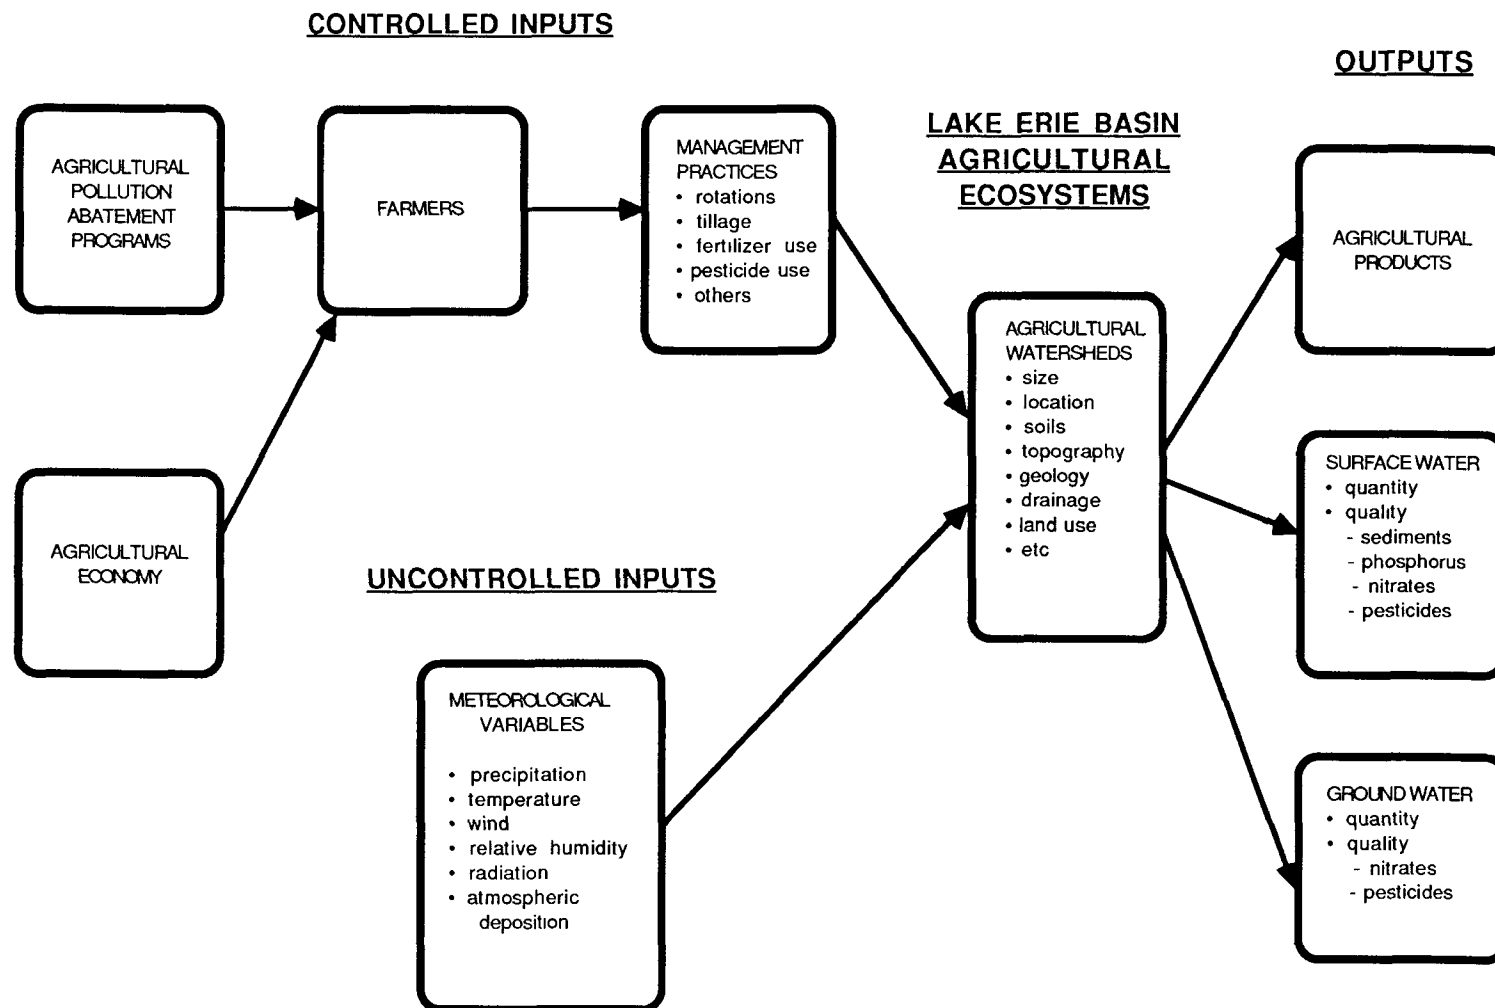 CONTROLLED INPUTS
AGRICULTURAL
POLLUTION
ABATEMENT
PROGRAMS
FARMERS
MANAGEMENT
PRACTICES
• rotations
• tillage
• fertilizer use
• pesticide use
• others
AGRICULTURAL
ECONOMY
UNCONTROLLED INPUTS
METEOROLOGICAL
VARIABLES
• precipitation
• temperature
• wind
• relative humidity
• radiation
• atmospheric
deposition
LAKE ERIE BASIN
AGRICULTURAL
ECOSYSTEMS
AGRICULTURAL
WATERSHEDS
• size
• location
• soils
• topography
• geology
• drainage
• land use
• etc
OUTPUTS
AGRICULTURAL
PRODUCTS
SURFACE WATER
• quantity
• quality
- sediments
- phosphorus
- nitrates
- pesticides
GROUND WATER
• quantity
• quality
- nitrates
- pesticides